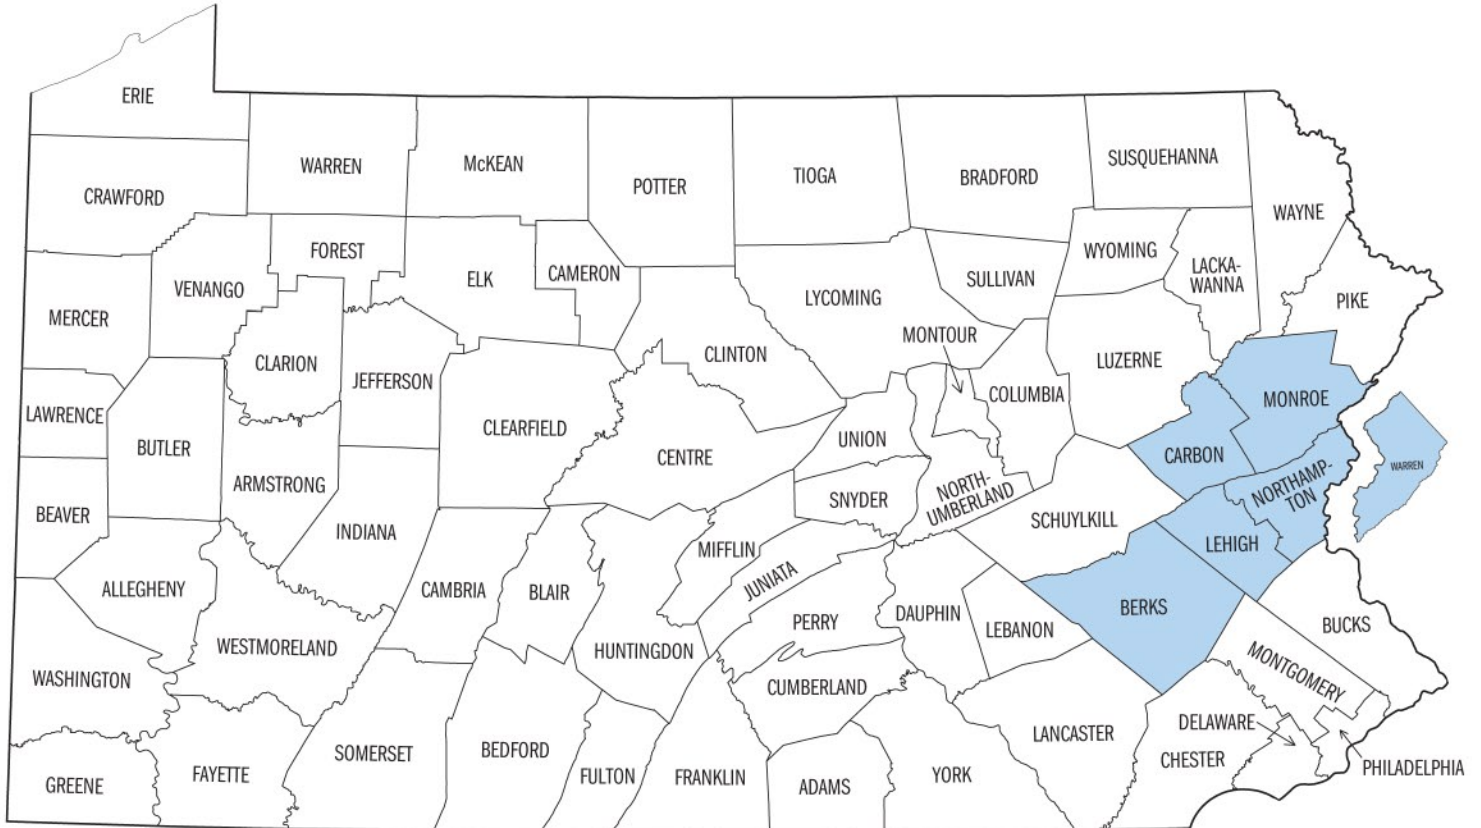 ERIE
WARREN
McKEAN
POTTER
TIOGA
BRADFORD
SUSQUEHANNA
WAYNE
CRAWFORD
FOREST
VENANGO
ELK
CAMERON
LYCOMING
SULLIVAN
WYOMING
LACKA-
WANNA
PIKE
MERCER
CLARION
JEFFERSON
CLINTON
MONTOUR
COLUMBIA
LUZERNE
MONROE
LAWRENCE
BUTLER
CLEARFIELD
CENTRE
UNION
CARBON
WARREN
BEAVER
ARMSTRONG
INDIANA
SNYDER
NORTH-
UMBERLAND
SCHUYLKILL
NORTHAMP-
TON
LEHIGH
ALLEGHENY
CAMBRIA
BLAIR
MIFFLIN
JUNIATA
PERRY
DAUPHIN
LEBANON
BERKS
BUCKS
WASHINGTON
WESTMORELAND
HUNTINGDON
CUMBERLAND
MONTGOMERY
GREENE
FAYETTE
SOMERSET
BEDFORD
FULTON
FRANKLIN
ADAMS
YORK
LANCASTER
DELAWARE
CHESTER
PHILADELPHIA